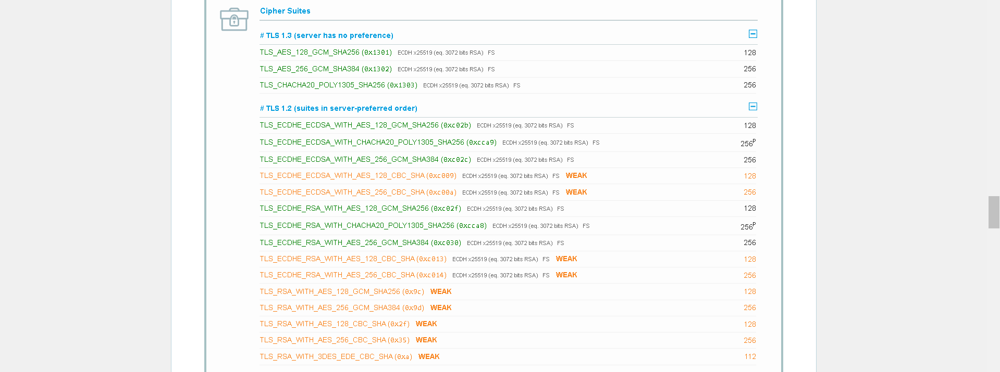 Cipher Suites
# TLS 1.3 (server has no preference)
TLS_AES_128_GCM_SHA256 (0x1301) ECDH x25519 (eq. 3072 bits RSA) FS 128
TLS_AES_256_GCM_SHA384 (0x1302) ECDH x25519 (eq. 3072 bits RSA) FS 256
TLS_CHACHA20_POLY1305_SHA256 (0x1303) ECDH x25519 (eq. 3072 bits RSA) FS 256
# TLS 1.2 (suites in server-preferred order)
TLS_ECDHE_ECDSA_WITH_AES_128_GCM_SHA256 (0xc02b) ECDH x25519 (eq. 3072 bits RSA) FS 128
TLS_ECDHE_ECDSA_WITH_CHACHA20_POLY1305_SHA256 (0xcca9) ECDH x25519 (eq. 3072 bits RSA) FS 256P
TLS_ECDHE_ECDSA_WITH_AES_256_GCM_SHA384 (0xc02c) ECDH x25519 (eq. 3072 bits RSA) FS 256
TLS_ECDHE_ECDSA_WITH_AES_128_CBC_SHA (0xc009) ECDH x25519 (eq. 3072 bits RSA) FS WEAK 128
TLS_ECDHE_ECDSA_WITH_AES_256_CBC_SHA (0xc00a) ECDH x25519 (eq. 3072 bits RSA) FS WEAK 256
TLS_ECDHE_RSA_WITH_AES_128_GCM_SHA256 (0xc02f) ECDH x25519 (eq. 3072 bits RSA) FS 128
TLS_ECDHE_RSA_WITH_CHACHA20_POLY1305_SHA256 (0xcca8) ECDH x25519 (eq. 3072 bits RSA) FS 256P
TLS_ECDHE_RSA_WITH_AES_256_GCM_SHA384 (0xc030) ECDH x25519 (eq. 3072 bits RSA) FS 256
TLS_ECDHE_RSA_WITH_AES_128_CBC_SHA (0xc013) ECDH x25519 (eq. 3072 bits RSA) FS WEAK 128
TLS_ECDHE_RSA_WITH_AES_256_CBC_SHA (0xc014) ECDH x25519 (eq. 3072 bits RSA) FS WEAK 256
TLS_RSA_WITH_AES_128_GCM_SHA256 (0x9c) WEAK 128
TLS_RSA_WITH_AES_256_GCM_SHA384 (0x9d) WEAK 256
TLS_RSA_WITH_AES_128_CBC_SHA (0x2f) WEAK 128
TLS_RSA_WITH_AES_256_CBC_SHA (0x35) WEAK 256
TLS_RSA_WITH_3DES_EDE_CBC_SHA (0xa) WEAK 112